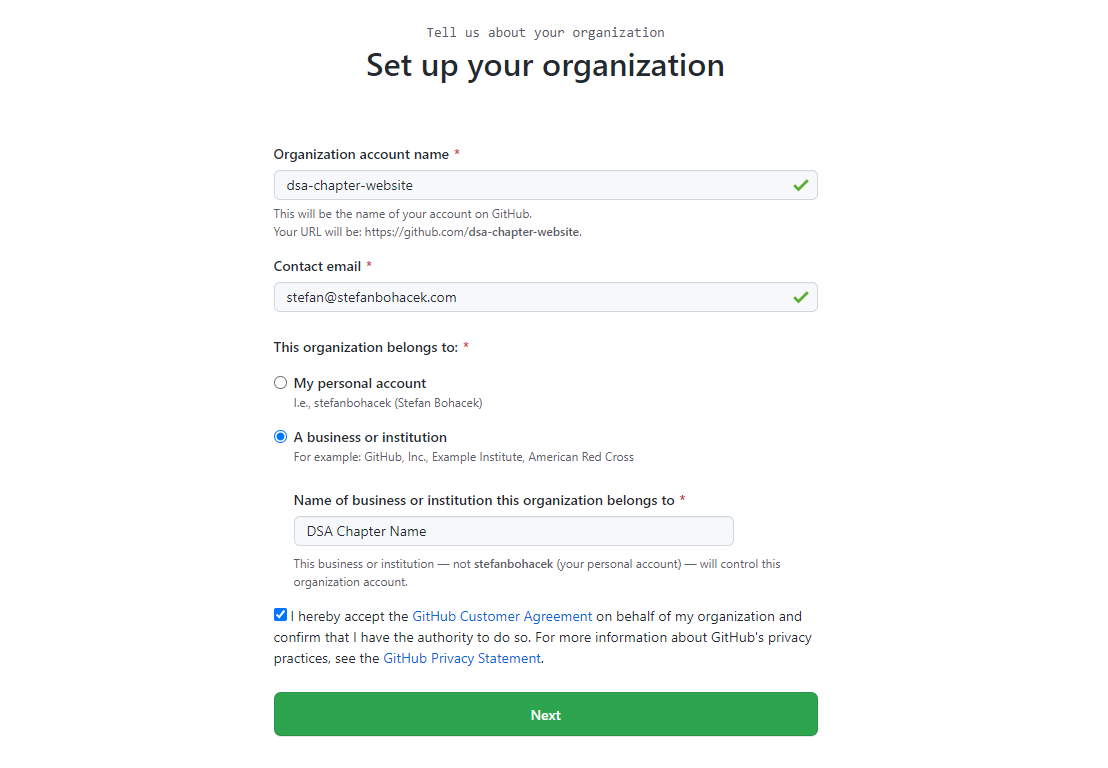 Tell us about your organization
Set up your organization
Organization account name *
dsa-chapter-website
This will be the name of your account on GitHub.
Your URL will be: https://github.com/dsa-chapter-website.
Contact email *
stefan@stefanbohacek.com
This organization belongs to: *
My personal account
I.e., stefanbohacek (Stefan Bohacek)
A business or institution
For example: GitHub, Inc., Example Institute, American Red Cross
Name of business or institution this organization belongs to *
DSA Chapter Name
This business or institution — not stefanbohacek (your personal account) — will control this
organization account.
I hereby accept the GitHub Customer Agreement on behalf of my organization and
confirm that I have the authority to do so. For more information about GitHub's privacy
practices, see the GitHub Privacy Statement.
Next